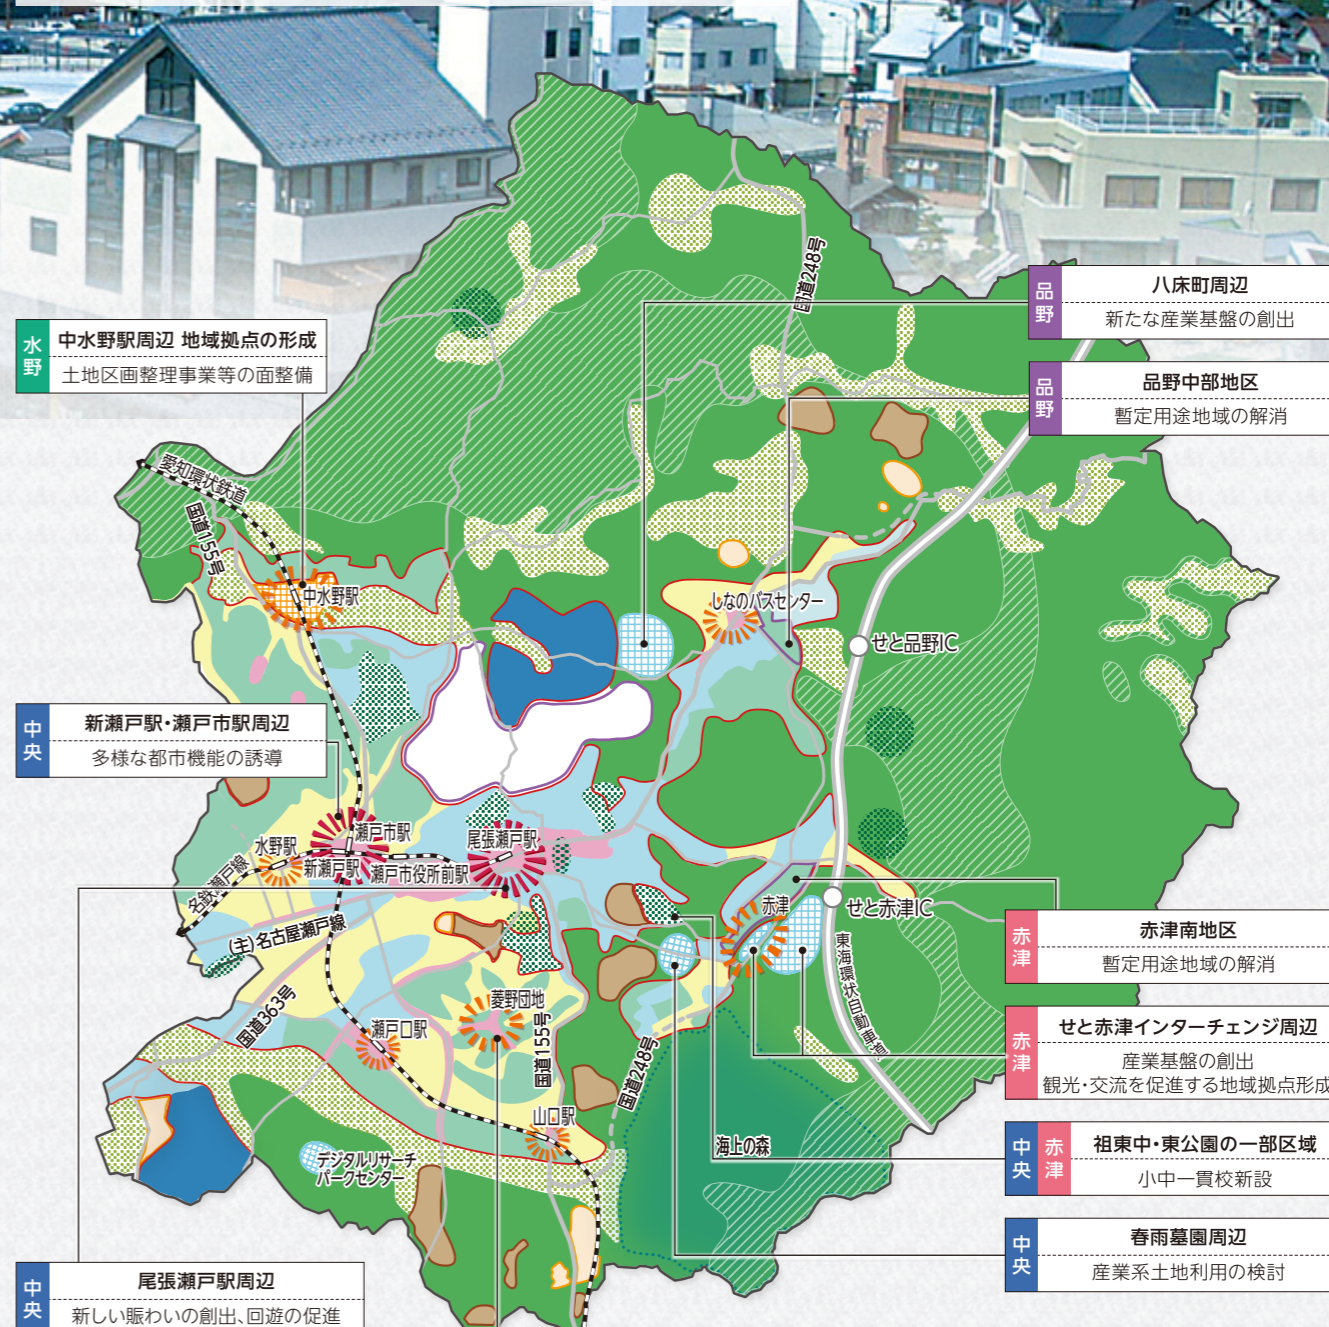 国道248号
品野
八床町周辺
新たな産業基盤の創出
水野
中水野駅周辺 地域拠点の形成
土地区画整理事業等の面整備
品野
品野中部地区
暫定用途地域の解消
愛知環状鉄道
国道155号
中水野駅
しなのバスセンター
せと品野IC
中央
新瀬戸駅・瀬戸市駅周辺
多様な都市機能の誘導
瀬戸市駅
水野駅
新瀬戸駅
瀬戸市役所前駅
尾張瀬戸駅
名鉄瀬戸線
(主)名古屋瀬戸線
赤津
せと赤津IC
東海環状自動車道
赤津
赤津南地区
暫定用途地域の解消
国道363号
菱野団地
瀬戸口駅
国道155号
国道248号
赤津
せと赤津インターチェンジ周辺
産業基盤の創出
観光・交流を促進する地域拠点形成
山口駅
海上の森
デジタルリサーチ
パークセンター
中央
赤津
祖東中・東公園の一部区域
小中一貫校新設
中央
春雨墓園周辺
産業系土地利用の検討
中央
尾張瀬戸駅周辺
新しい賑わいの創出、回遊の促進